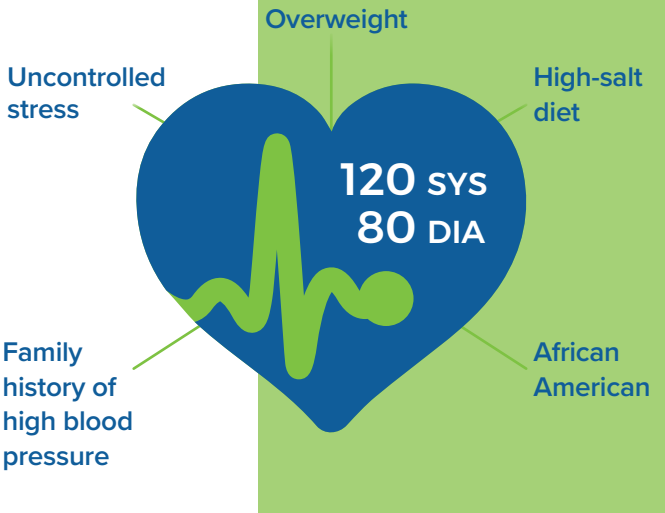 Overweight
Uncontrolled
stress
High-salt
diet
120 SYS
80 DIA
Family
history of
high blood
pressure
African
American